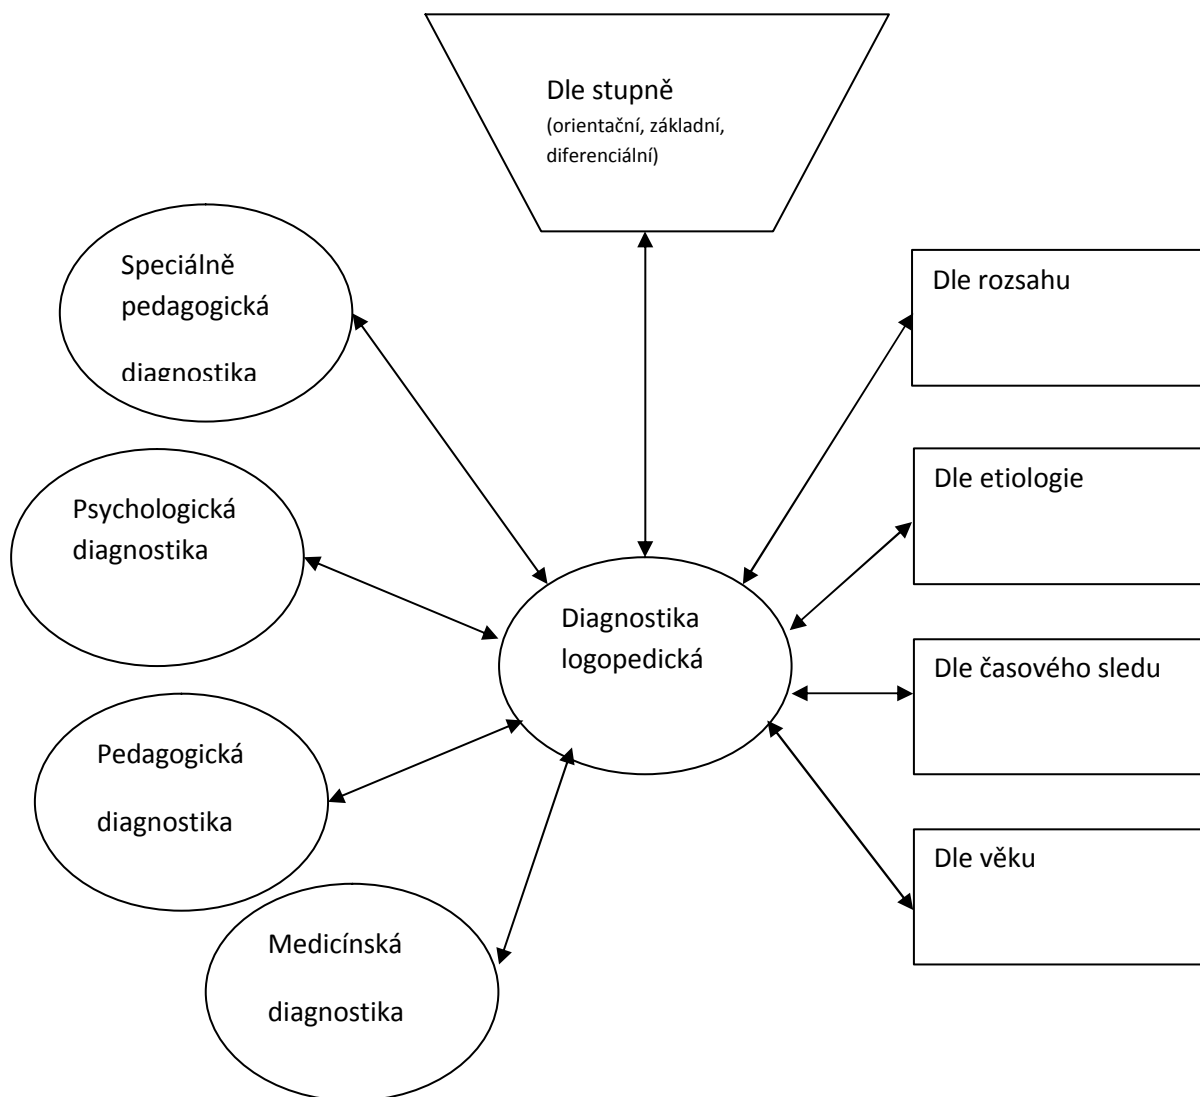 Dle stupně
(orientační, základní,
diferenciální)
Speciálně
pedagogická
diagnostika
Dle rozsahu
Psychologická
diagnostika
Dle etiologie
Diagnostika
logopedická
Dle časového sledu
Pedagogická
diagnostika
Dle věku
Medicínská
diagnostika